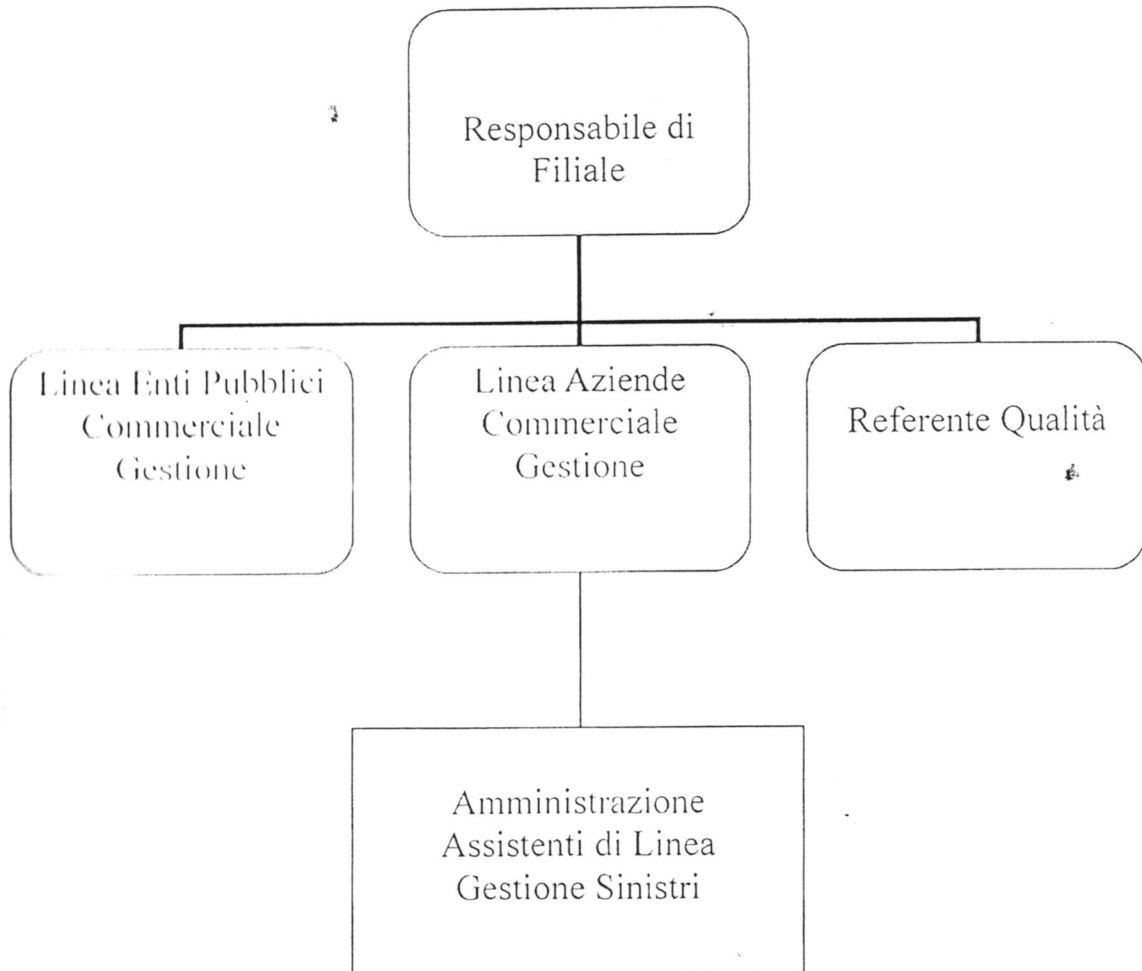 Responsabile di
Filiale
Linea Enti Pubblici
Commerciale
Gestione
Linea Aziende
Commerciale
Gestione
Referente Qualità
Amministrazione
Assistenti di Linea
Gestione Sinistri